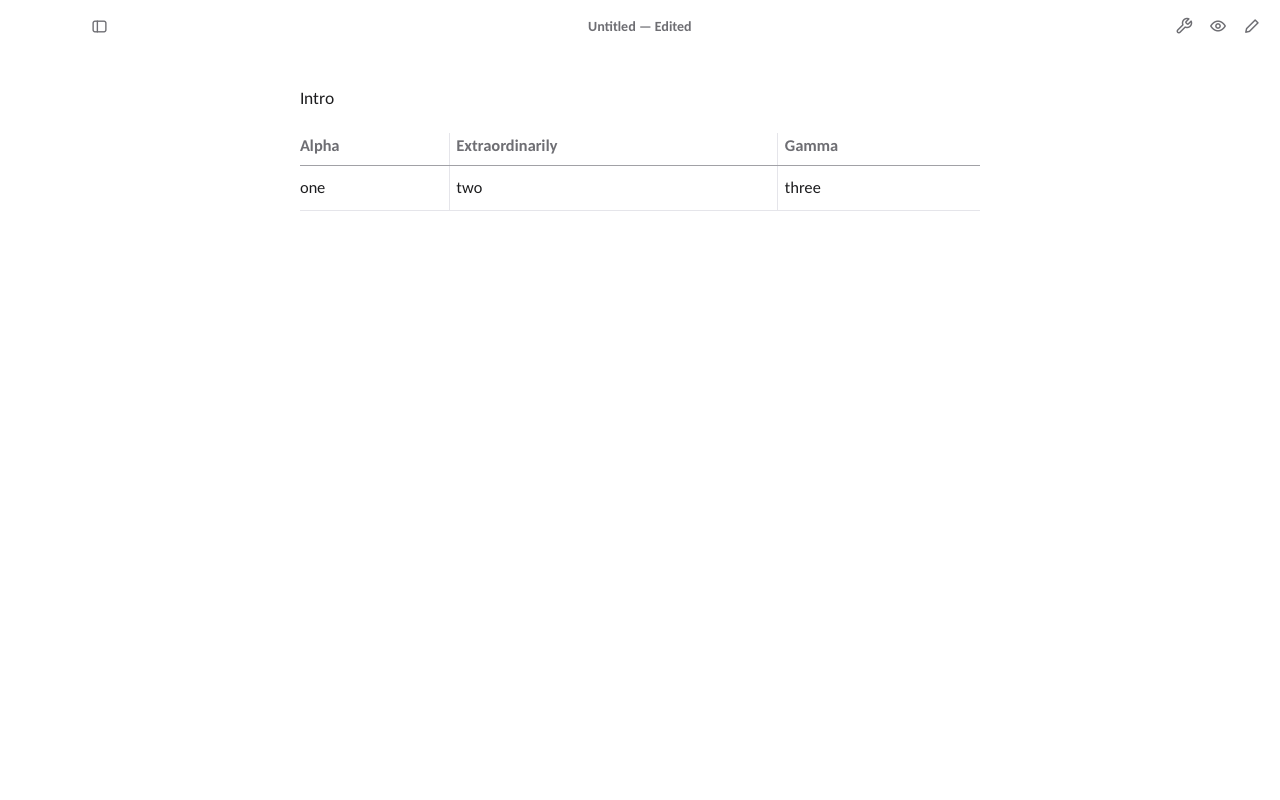 Untitled — Edited
Intro
Alpha Extraordinarily Gamma
one two three